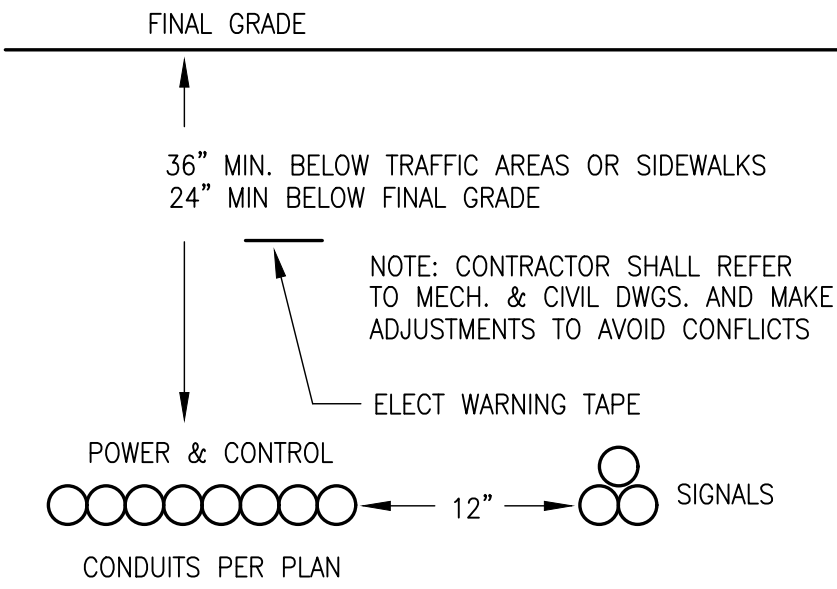 FINAL GRADE
36" MIN. BELOW TRAFFIC AREAS OR SIDEWALKS
24" MIN BELOW FINAL GRADE
NOTE: CONTRACTOR SHALL REFER
TO MECH. & CIVIL DWGS. AND MAKE
ADJUSTMENTS TO AVOID CONFLICTS
ELECT WARNING TAPE
POWER & CONTROL
12"
SIGNALS
CONDUITS PER PLAN